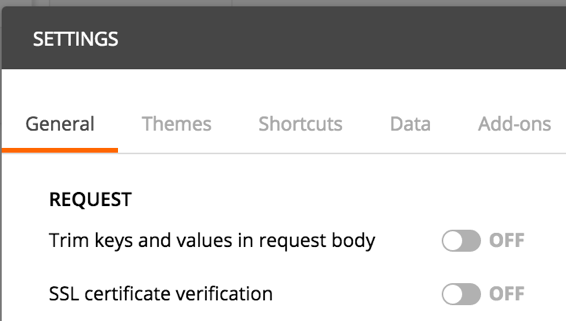 SETTINGS
General Themes Shortcuts Data Add-ons
REQUEST
Trim keys and values in request body OFF
SSL certificate verification OFF